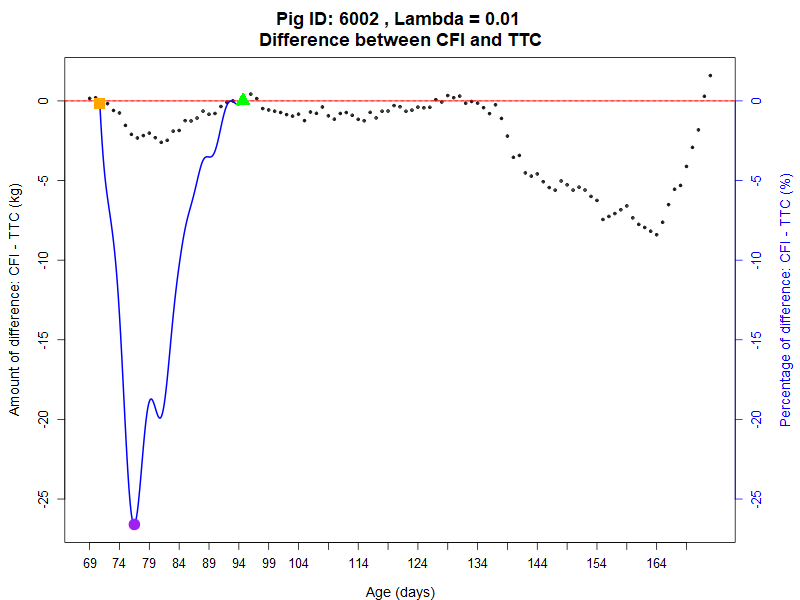 Pig ID: 6002 , Lambda = 0.01
Difference between CFI and TTC
Amount of difference: CFI - TTC (kg)
0
-5
-10
-15
-20
-25
0
-5
-10
-15
-20
-25
Percentage of difference: CFI - TTC (%)
69 74 79 84 89 94 99 104 114 124 134 144 154 164
Age (days)